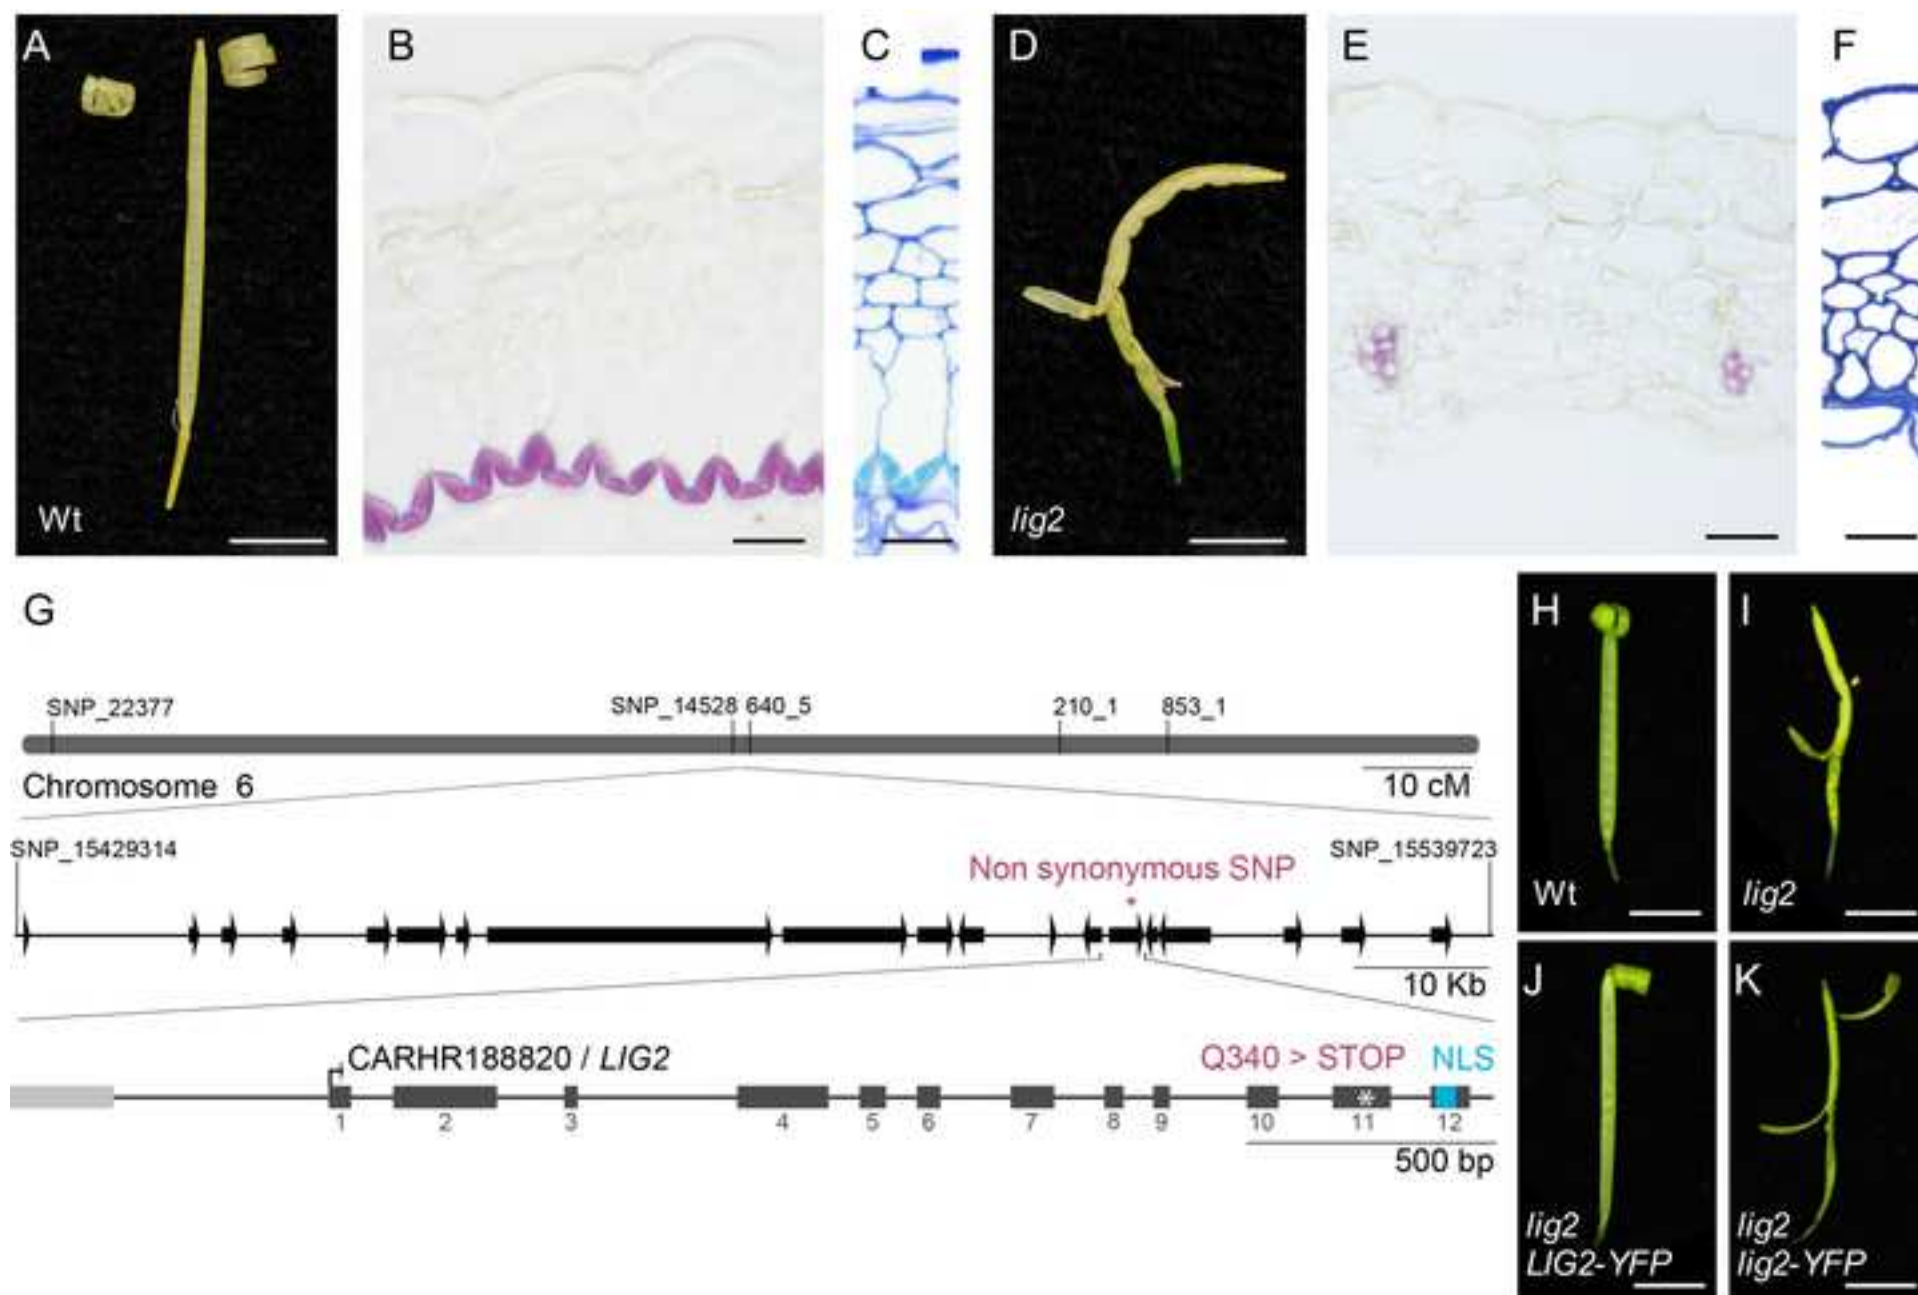 A
B
C
D
E
F
Wt
lig2
G
H
I
SNP_22377
SNP_14528 640_5
210_1
853_1
Chromosome 6
10 cM
SNP_15429314
SNP_15539723
Non synonymous SNP
*
Wt
lig2
10 Kb
J
K
CARHR188820 / LIG2
Q340 > STOP
NLS
*
1 2 3 4 5 6 7 8 9 10 11 12
500 bp
lig2
LIG2-YFP
lig2
lig2-YFP